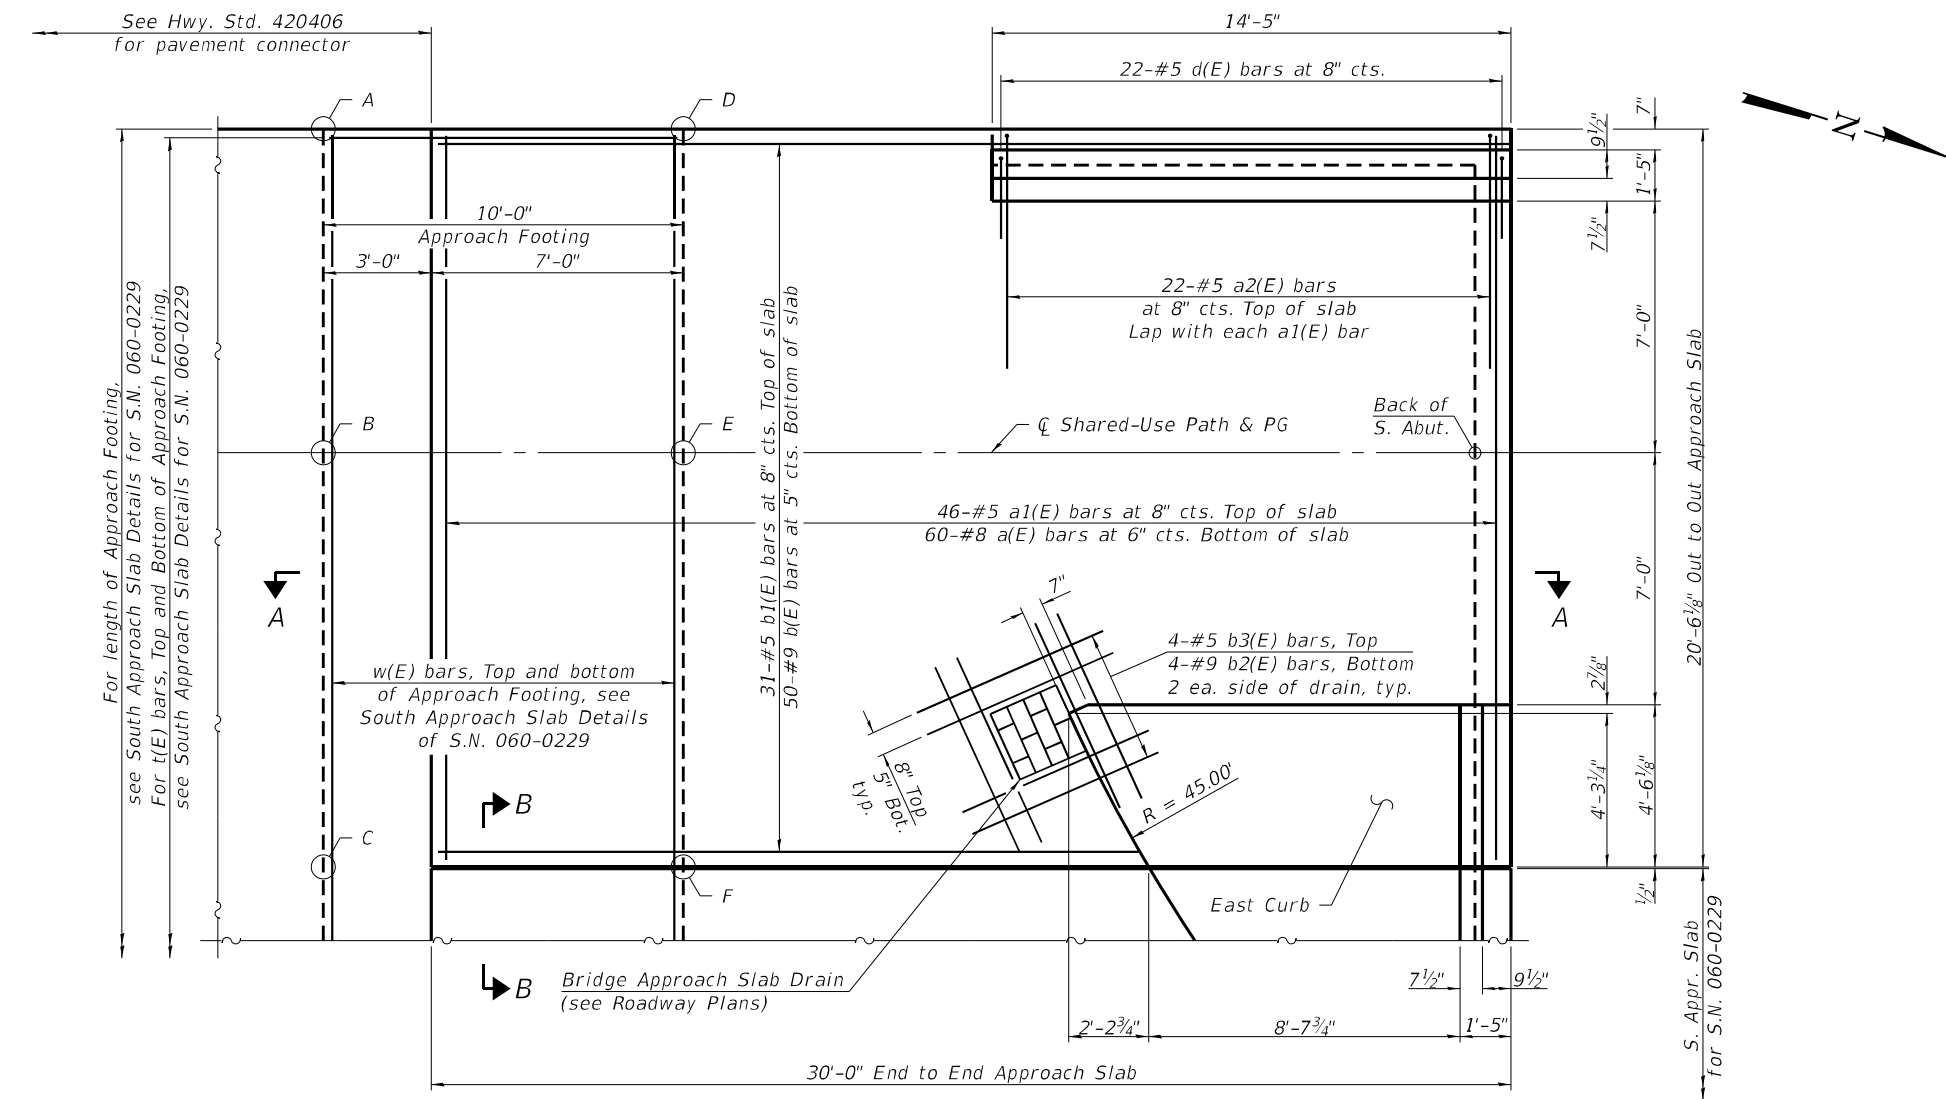 See Hwy. Std. 420406
for pavement connector
14'-5"
22-#5 d(E) bars at 8" cts.
A
D
N
7"
9½"
1'-5"
7½"
10'-0"
Approach Footing
3'-0"
7'-0"
22-#5 a2(E) bars
at 8" cts. Top of slab
Lap with each a1(E) bar
7'-0"
20'-6⅛" Out to Out Approach Slab
For length of Approach Footing,
see South Approach Slab Details for S.N. 060-0229
For t(E) bars, Top and Bottom of Approach Footing,
see South Approach Slab Details for S.N. 060-0229
31-#5 b1(E) bars at 8" cts. Top of slab
50-#9 b(E) bars at 5" cts. Bottom of slab
B
E
℄ Shared-Use Path & PG
Back of
S. Abut.
46-#5 a1(E) bars at 8" cts. Top of slab
60-#8 a(E) bars at 6" cts. Bottom of slab
7'-0"
A
A
7"
4-#5 b3(E) bars, Top
4-#9 b2(E) bars, Bottom
2 ea. side of drain, typ.
w(E) bars, Top and bottom
of Approach Footing, see
South Approach Slab Details
of S.N. 060-0229
2⅞"
8" Top
5" Bot.
typ.
R = 45.00'
4'-3¼"
4'-6⅛"
B
C
F
East Curb
½"
S. Appr. Slab
for S.N. 060-0229
B
Bridge Approach Slab Drain
(see Roadway Plans)
7½"
9½"
2'-2¾"
8'-7¾"
1'-5"
30'-0" End to End Approach Slab